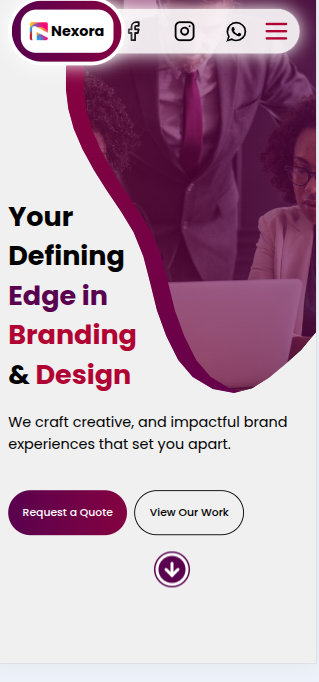 Nexora
Your
Defining
Edge in
Branding
& Design
We craft creative, and impactful brand
experiences that set you apart.
Request a Quote
View Our Work